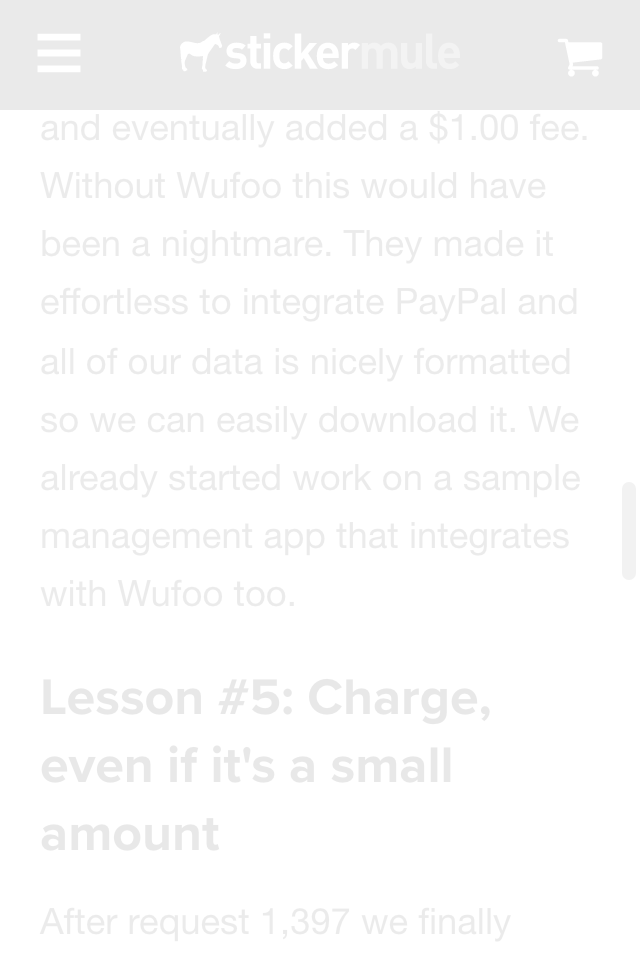 stickermule
and eventually added a $1.00 fee.
Without Wufoo this would have
been a nightmare. They made it
effortless to integrate PayPal and
all of our data is nicely formatted
so we can easily download it. We
already started work on a sample
management app that integrates
with Wufoo too.
Lesson #5: Charge,
even if it's a small
amount
After request 1,397 we finally